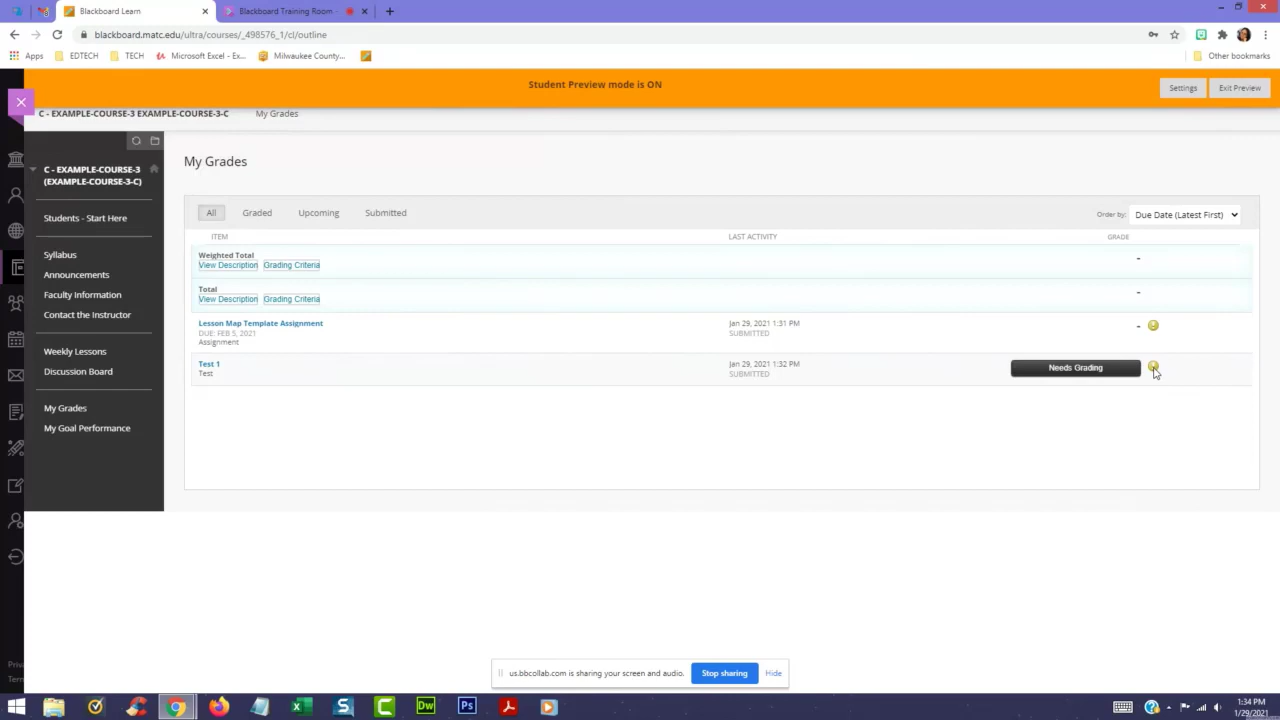 Blackboard Learn
Blackboard Training Room -
blackboard.matc.edu/ultra/courses/_498576_1/cl/outline
Apps
EDTECH
TECH
Microsoft Excel - Ex...
Milwaukee County,...
Other bookmarks
Student Preview mode is ON
Settings
Exit Preview
C - EXAMPLE-COURSE-3 EXAMPLE-COURSE-3-C
My Grades
C - EXAMPLE-COURSE-3
(EXAMPLE-COURSE-3-C)
Students - Start Here
Syllabus
Announcements
Faculty Information
Contact the Instructor
Weekly Lessons
Discussion Board
My Grades
My Goal Performance
My Grades
All
Graded
Upcoming
Submitted
Order by:
Due Date (Latest First)
ITEM
LAST ACTIVITY
GRADE
Weighted Total
View Description
Grading Criteria
-
Total
View Description
Grading Criteria
-
Lesson Map Template Assignment
DUE: FEB 5, 2021
Assignment
Jan 29, 2021 1:31 PM
SUBMITTED
-
Test 1
Test
Jan 29, 2021 1:32 PM
SUBMITTED
Needs Grading
Priva
Term
us.bbcollab.com is sharing your screen and audio.
Stop sharing
Hide
X
S
C
Dw
Ps
1:34 PM
1/29/2021